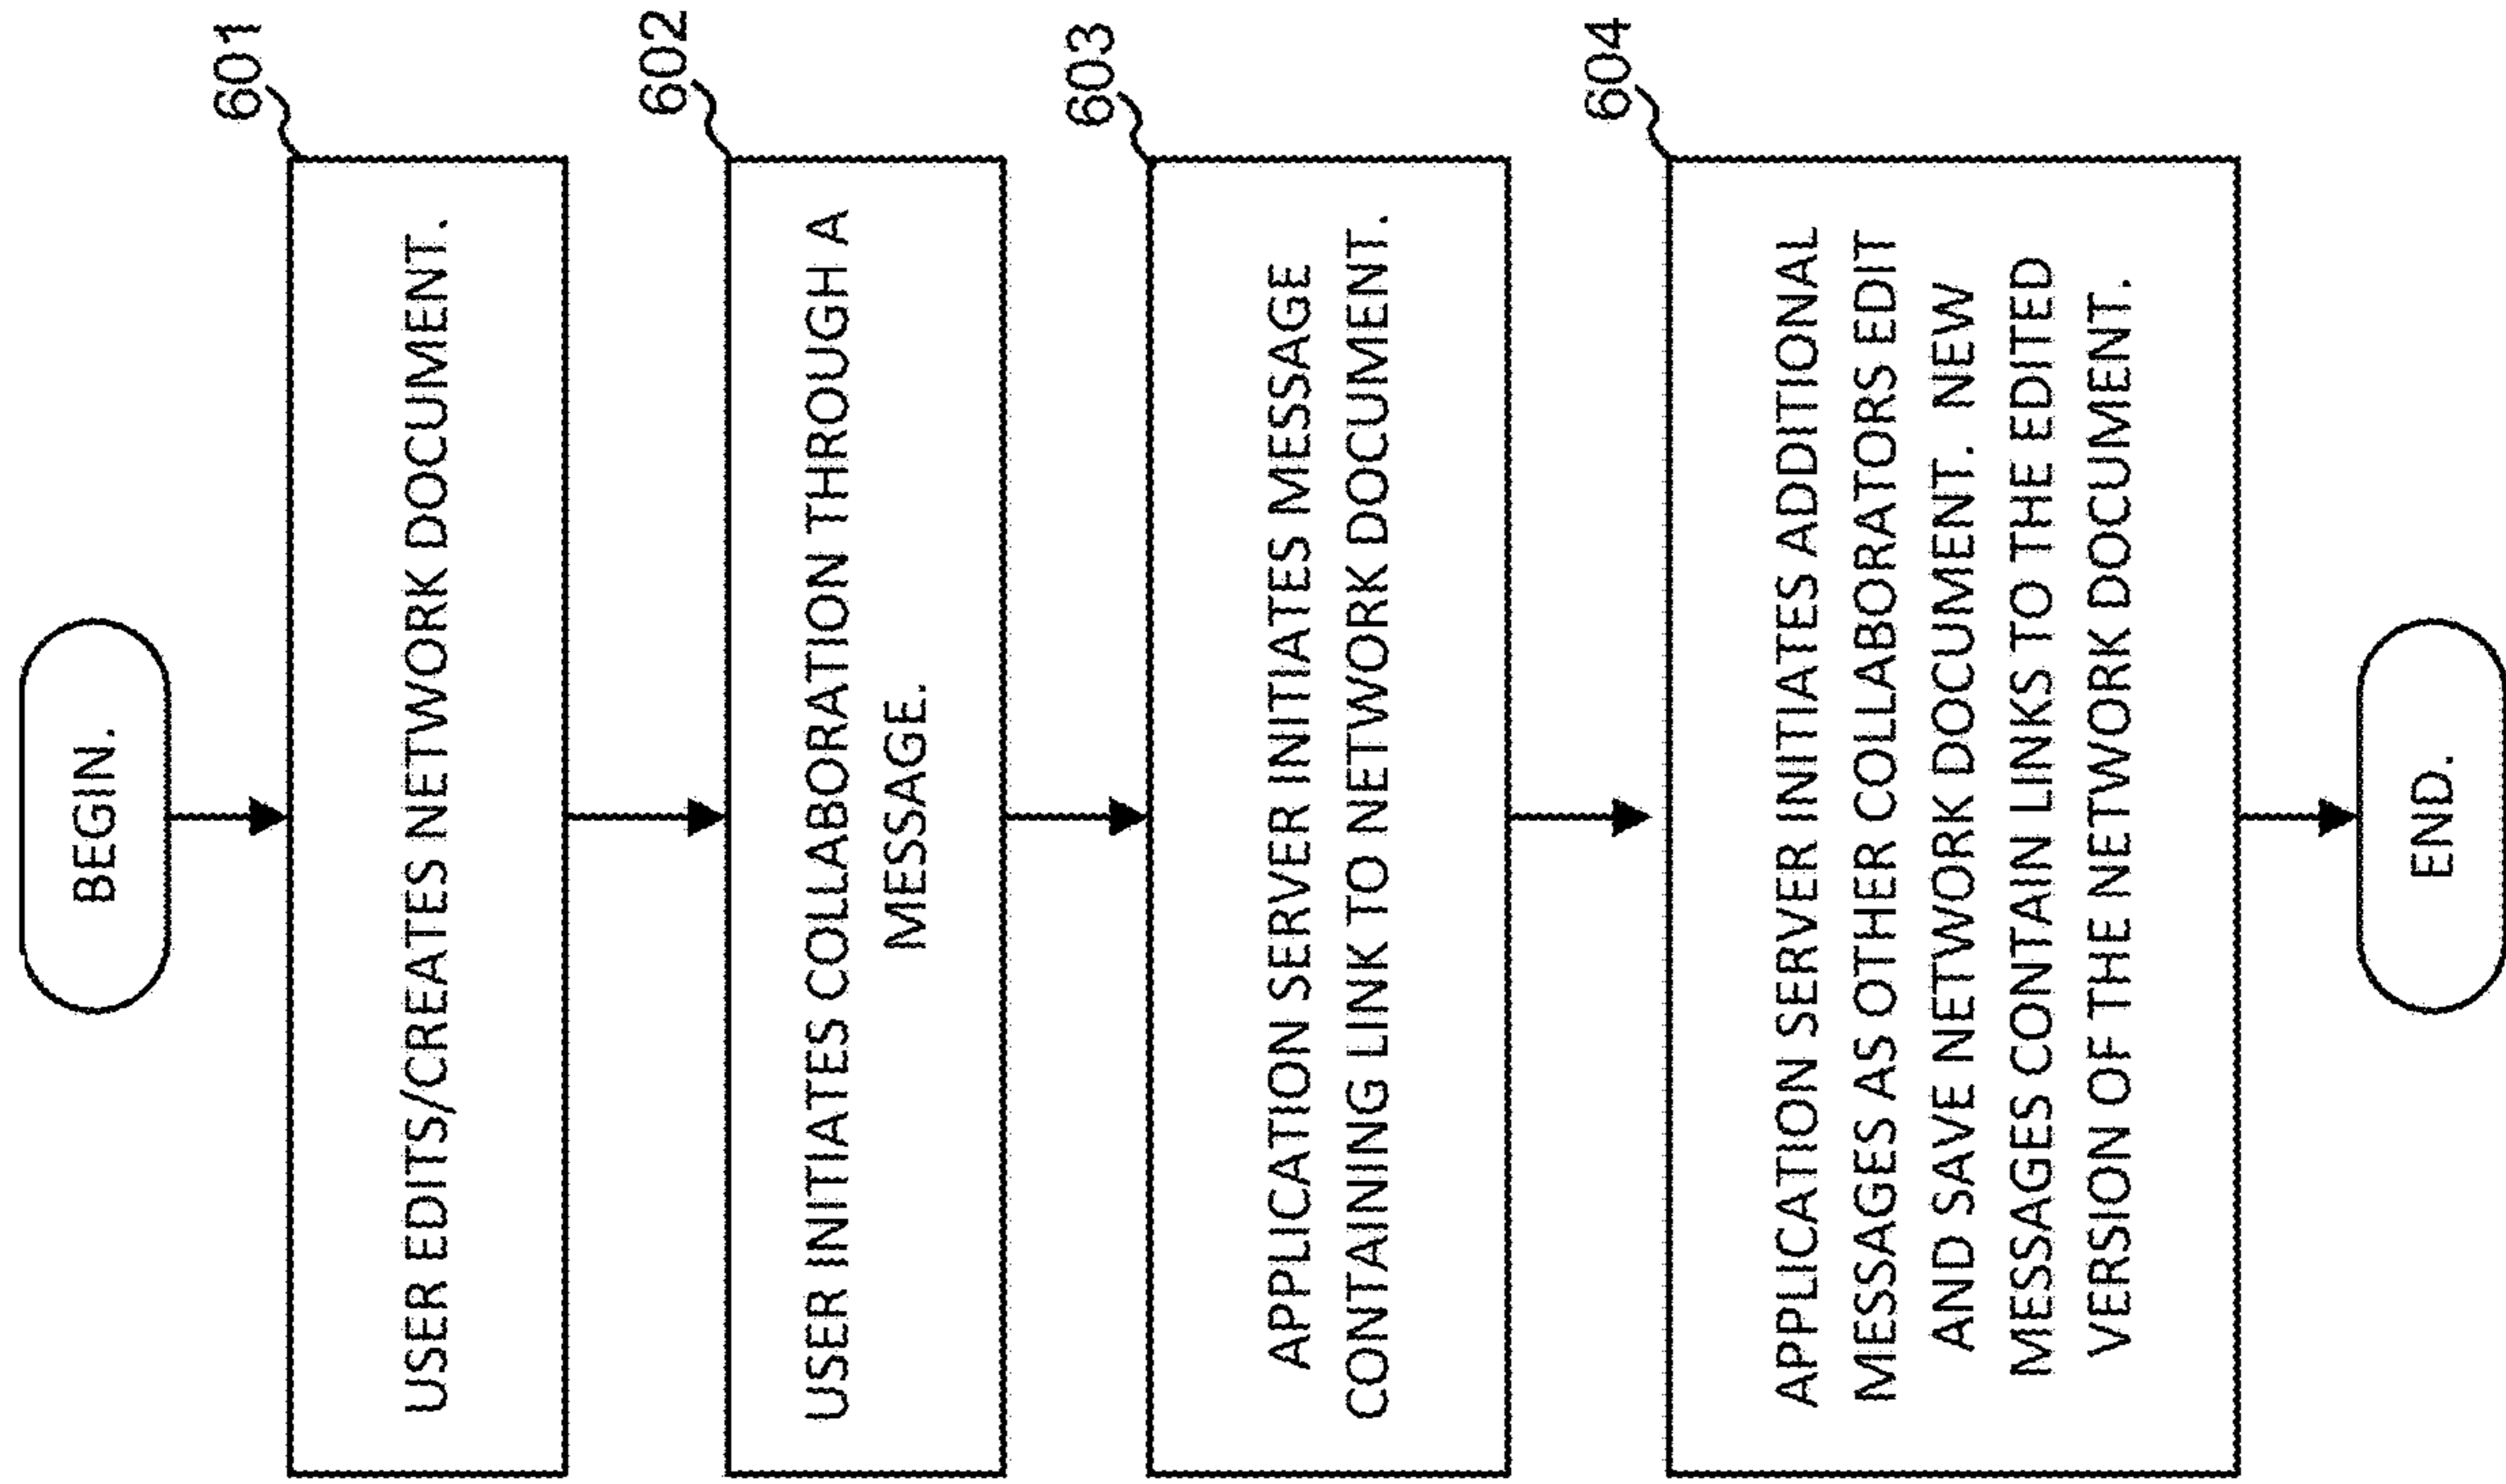 BEGIN.
601
USER EDITS/CREATES NETWORK DOCUMENT.
602
USER INITIATES COLLABORATION THROUGH A
MESSAGE.
603
APPLICATION SERVER INITIATES MESSAGE
CONTAINING LINK TO NETWORK DOCUMENT.
604
APPLICATION SERVER INITIATES ADDITIONAL
MESSAGES AS OTHER COLLABORATORS EDIT
AND SAVE NETWORK DOCUMENT. NEW
MESSAGES CONTAIN LINKS TO THE EDITED
VERSION OF THE NETWORK DOCUMENT.
END.